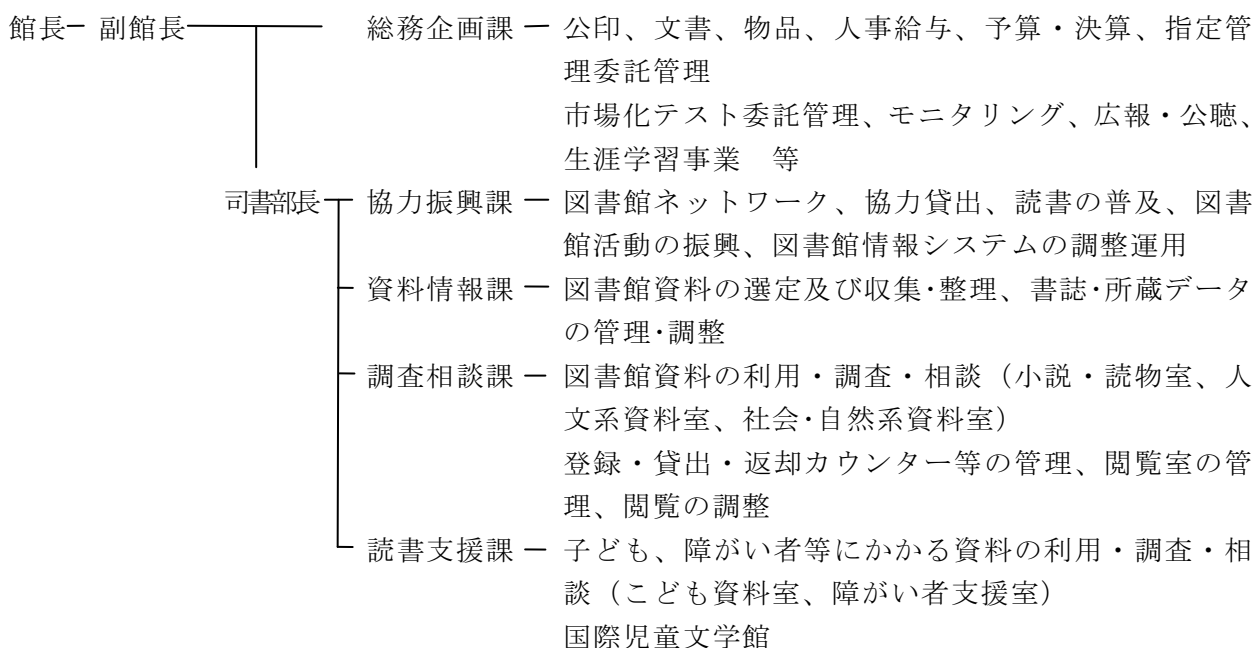 館長 副館長 総務企画課 公印、文書、物品、人事給与、予算・決算、指定管
理委託管理
市場化テスト委託管理、モニタリング、広報・公聴、
生涯学習事業　等
司書部長 協力振興課 図書館ネットワーク、協力貸出、読書の普及、図書
館活動の振興、図書館情報システムの調整運用
資料情報課 図書館資料の選定及び収集･整理、書誌･所蔵データ
の管理･調整
調査相談課 図書館資料の利用・調査・相談（小説・読物室、人
文系資料室、社会･自然系資料室）
登録・貸出・返却カウンター等の管理、閲覧室の管
理、閲覧の調整
読書支援課 子ども、障がい者等にかかる資料の利用・調査・相
談（こども資料室、障がい者支援室）
国際児童文学館